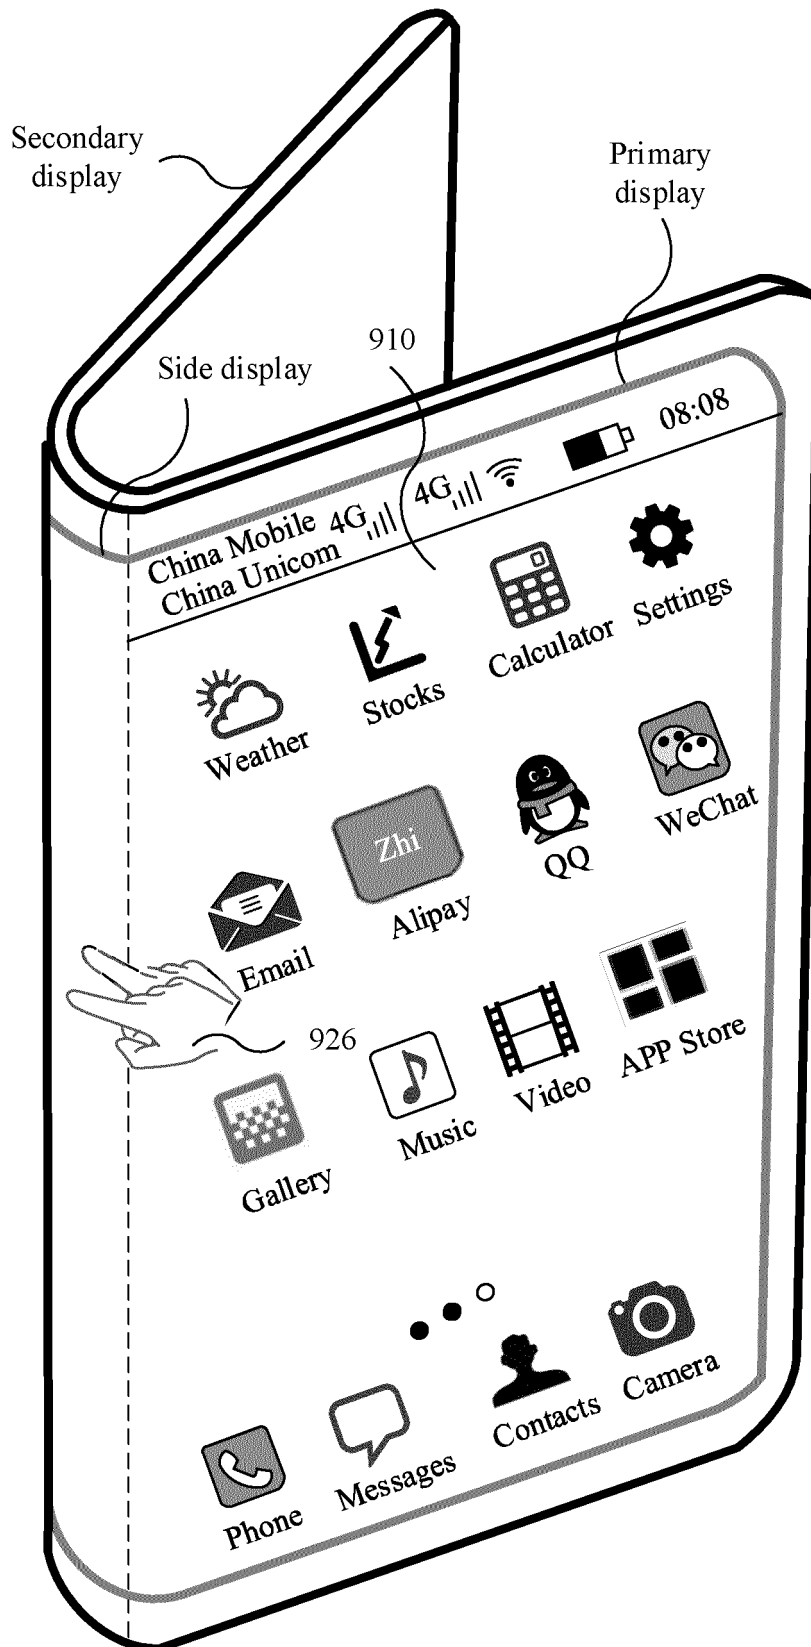 Secondary
display
Primary
display
Side display
910
08:08
China Mobile 4G 4G
China Unicom
Settings
Calculator
Stocks
Weather
WeChat
QQ
Zhi
Alipay
Email
926
APP Store
Video
Music
Gallery
Camera
Contacts
Messages
Phone